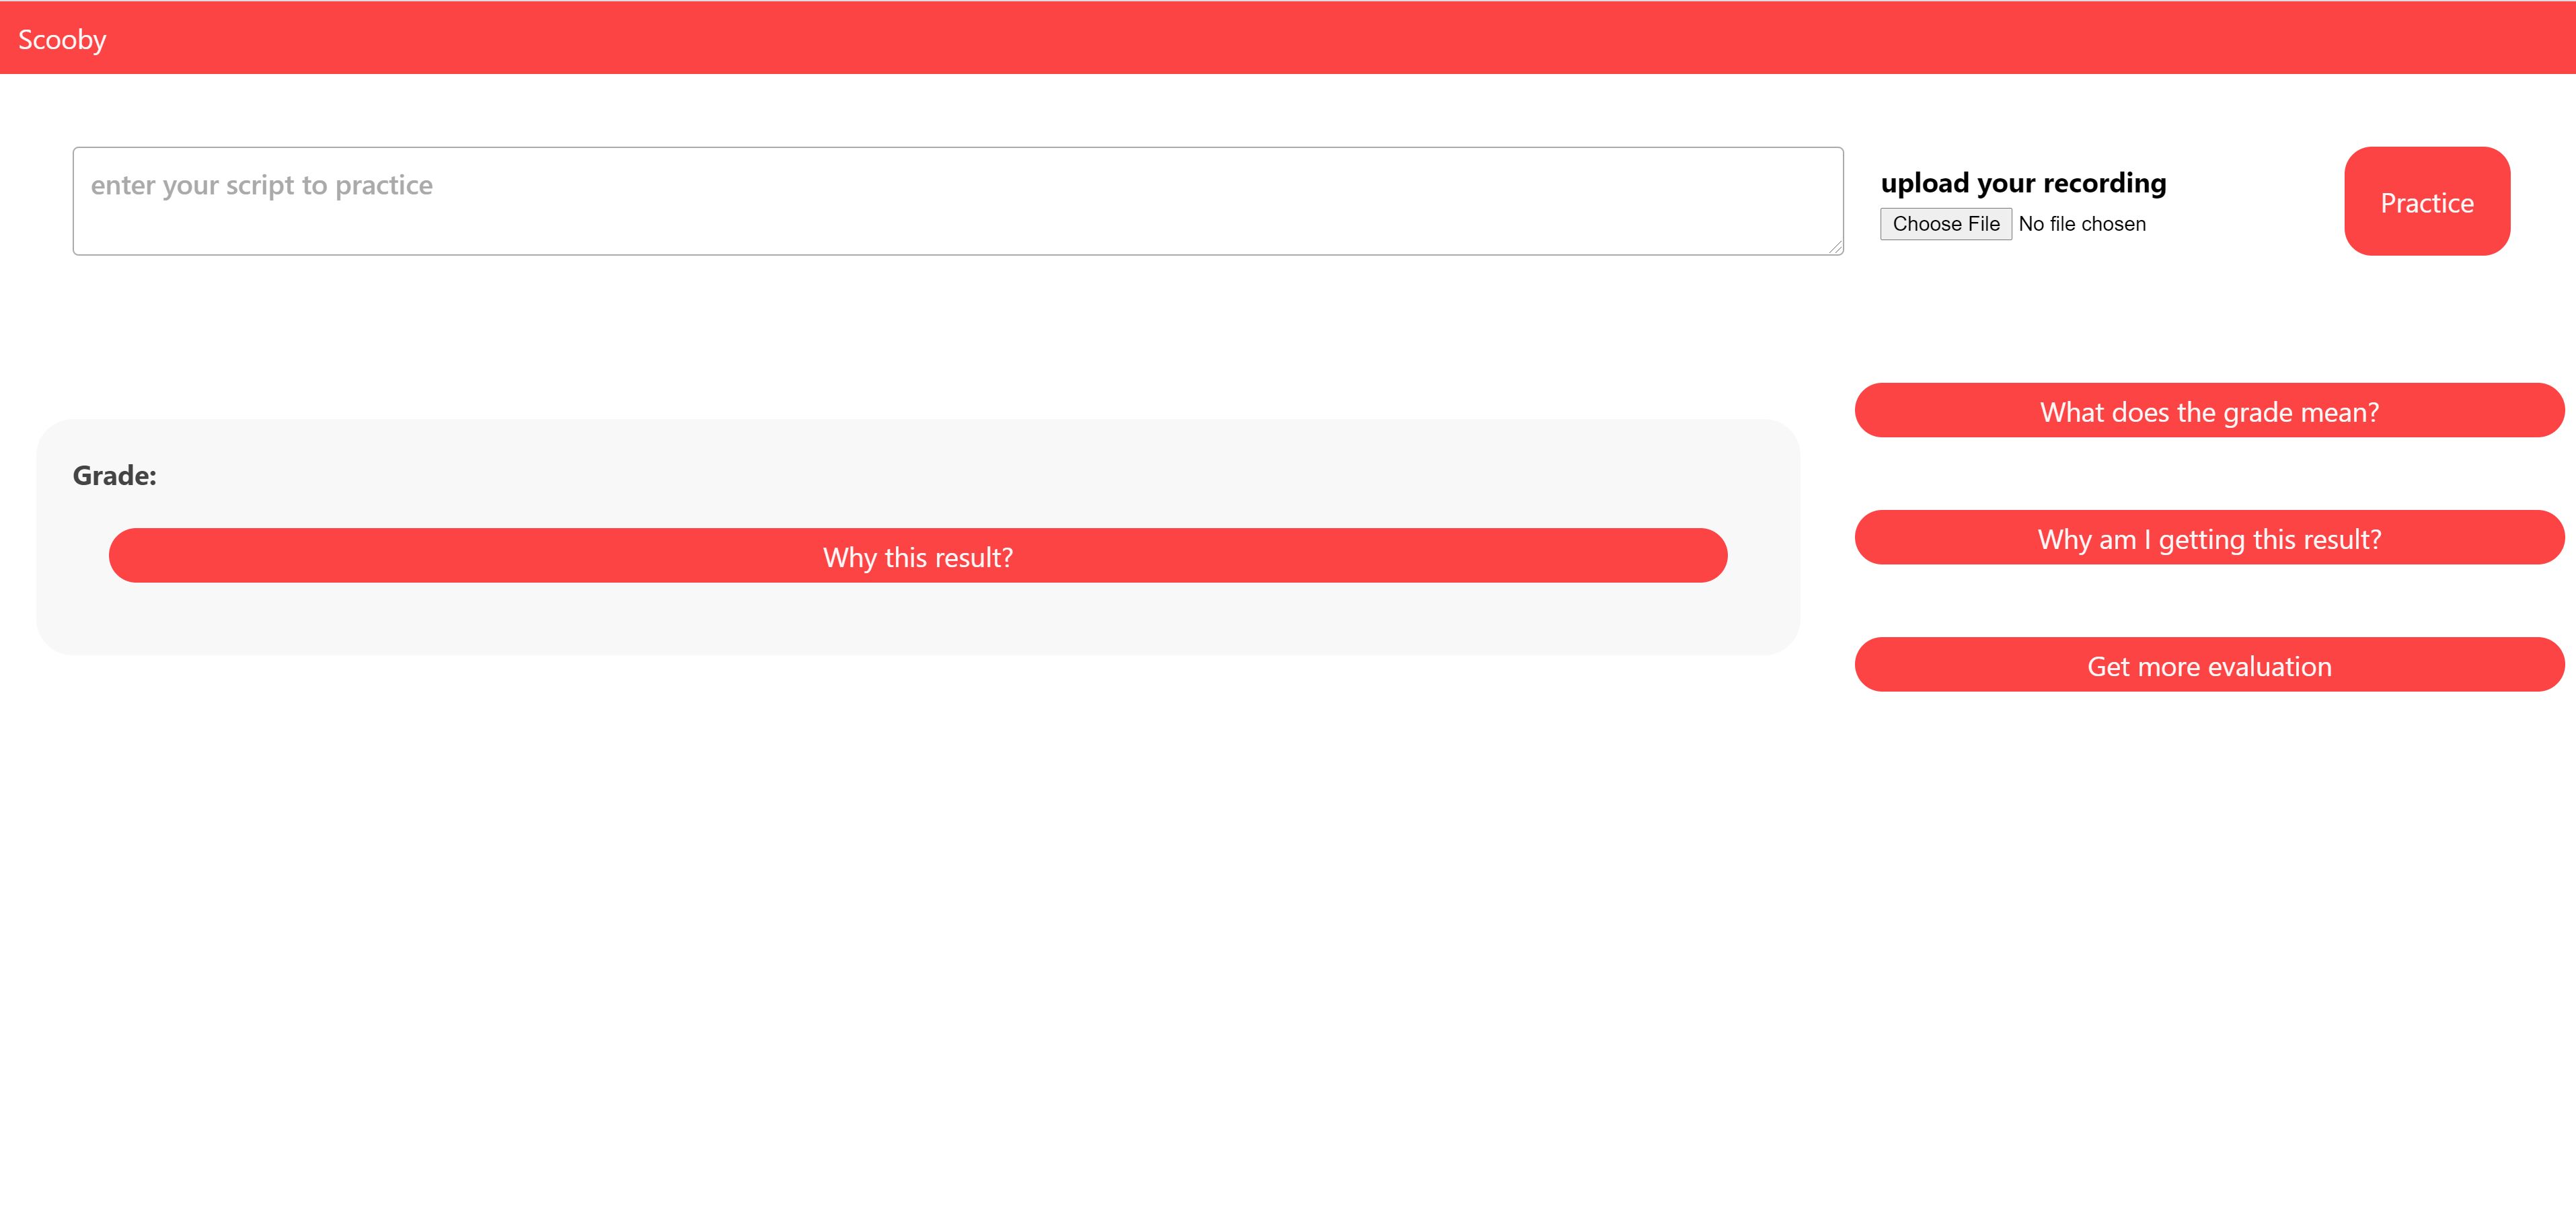 Scooby
enter your script to practice
upload your recording
Choose File No file chosen
Practice
What does the grade mean?
Grade:
Why this result?
Why am I getting this result?
Get more evaluation